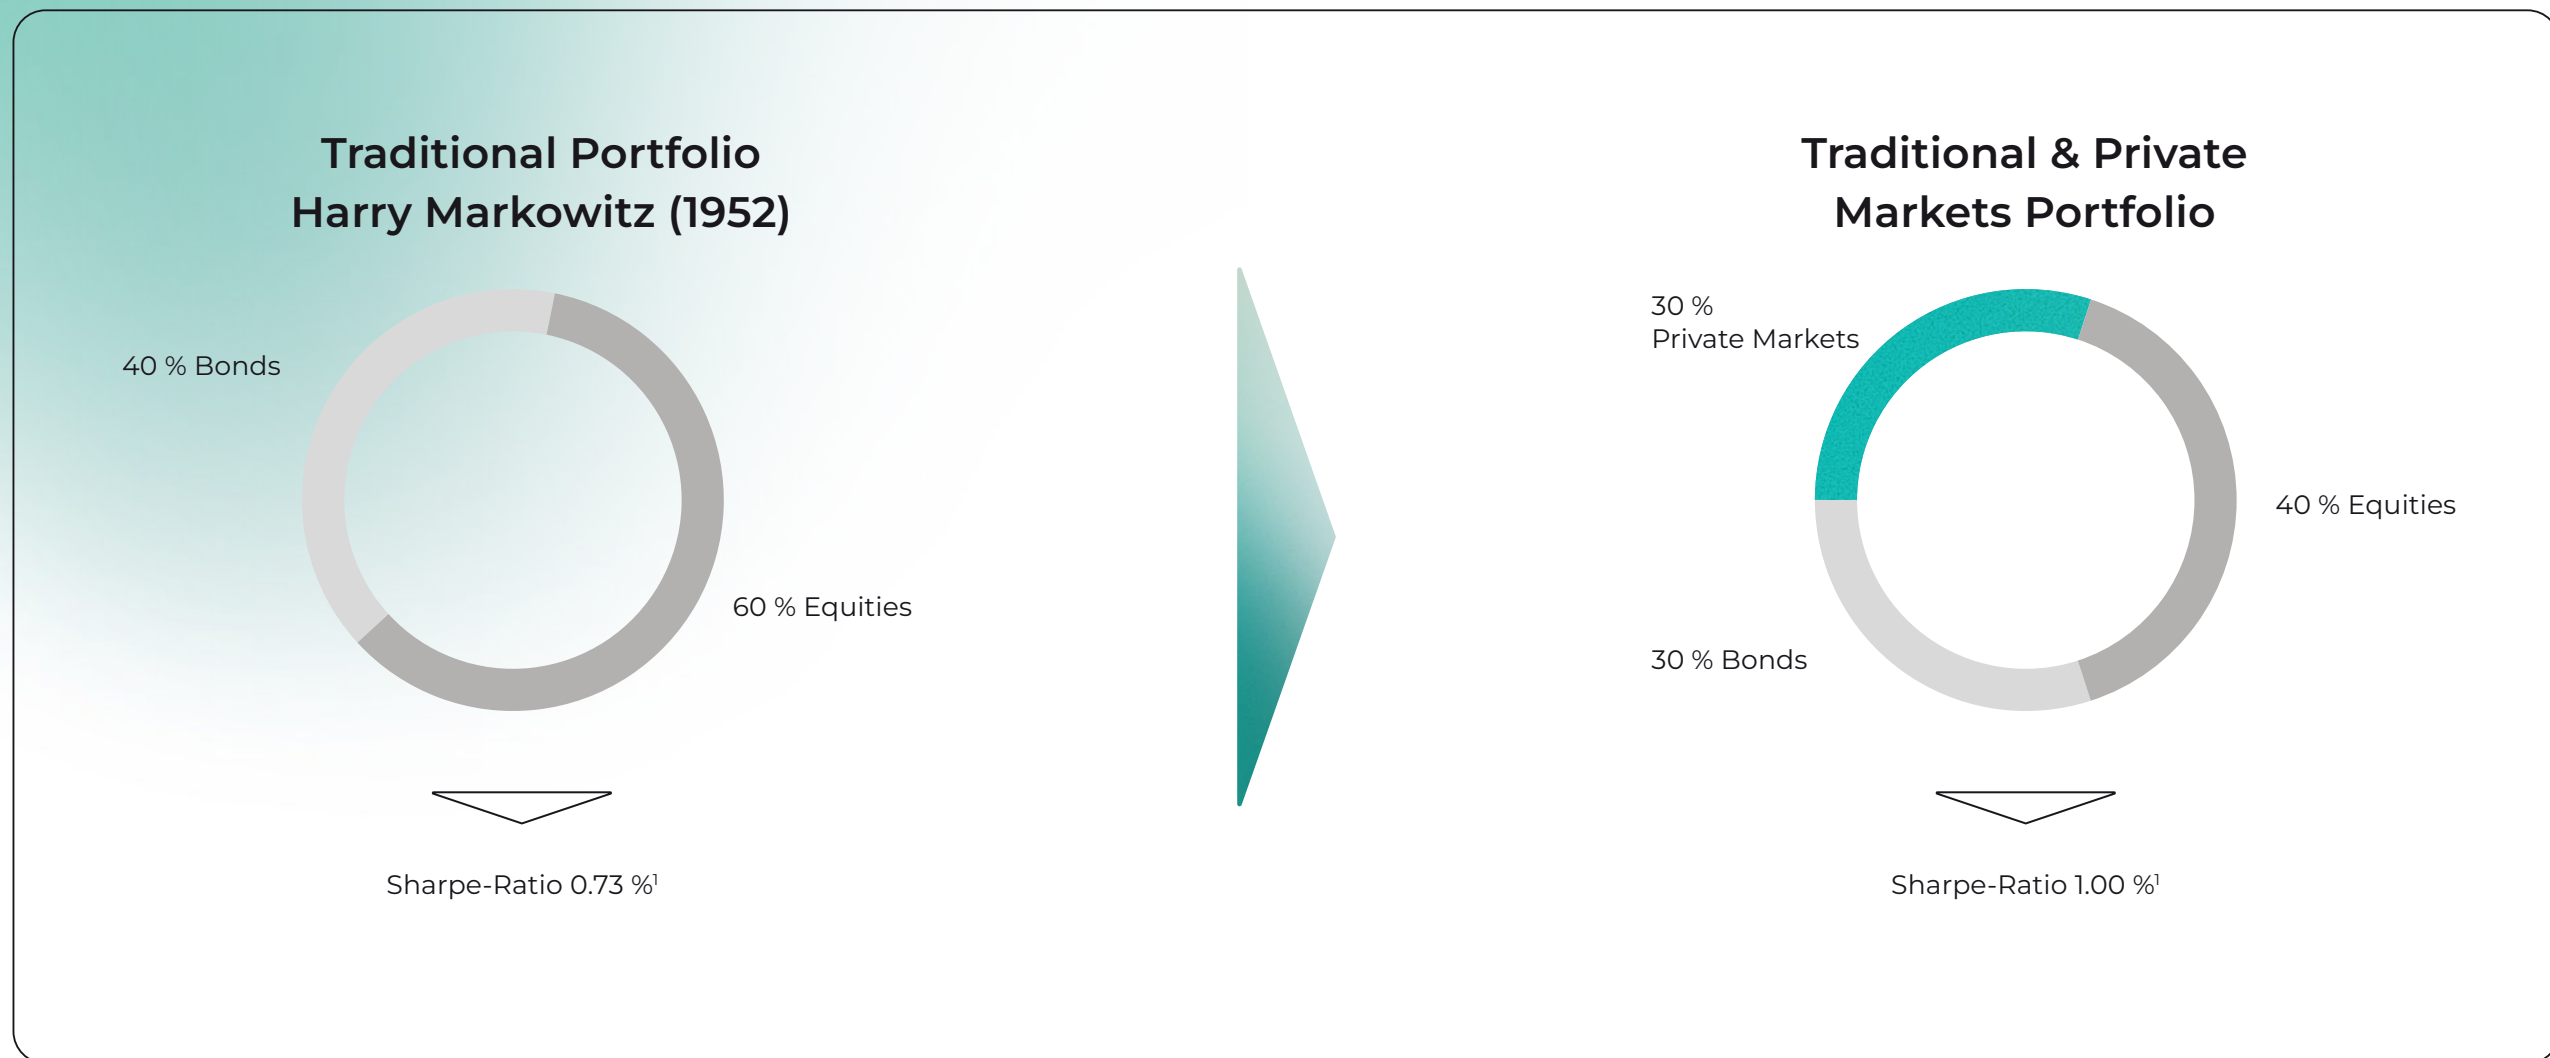 Traditional Portfolio
Harry Markowitz (1952)
40 % Bonds
60 % Equities
Sharpe-Ratio 0.73 %¹
Traditional & Private
Markets Portfolio
30 %
Private Markets
40 % Equities
30 % Bonds
Sharpe-Ratio 1.00 %¹